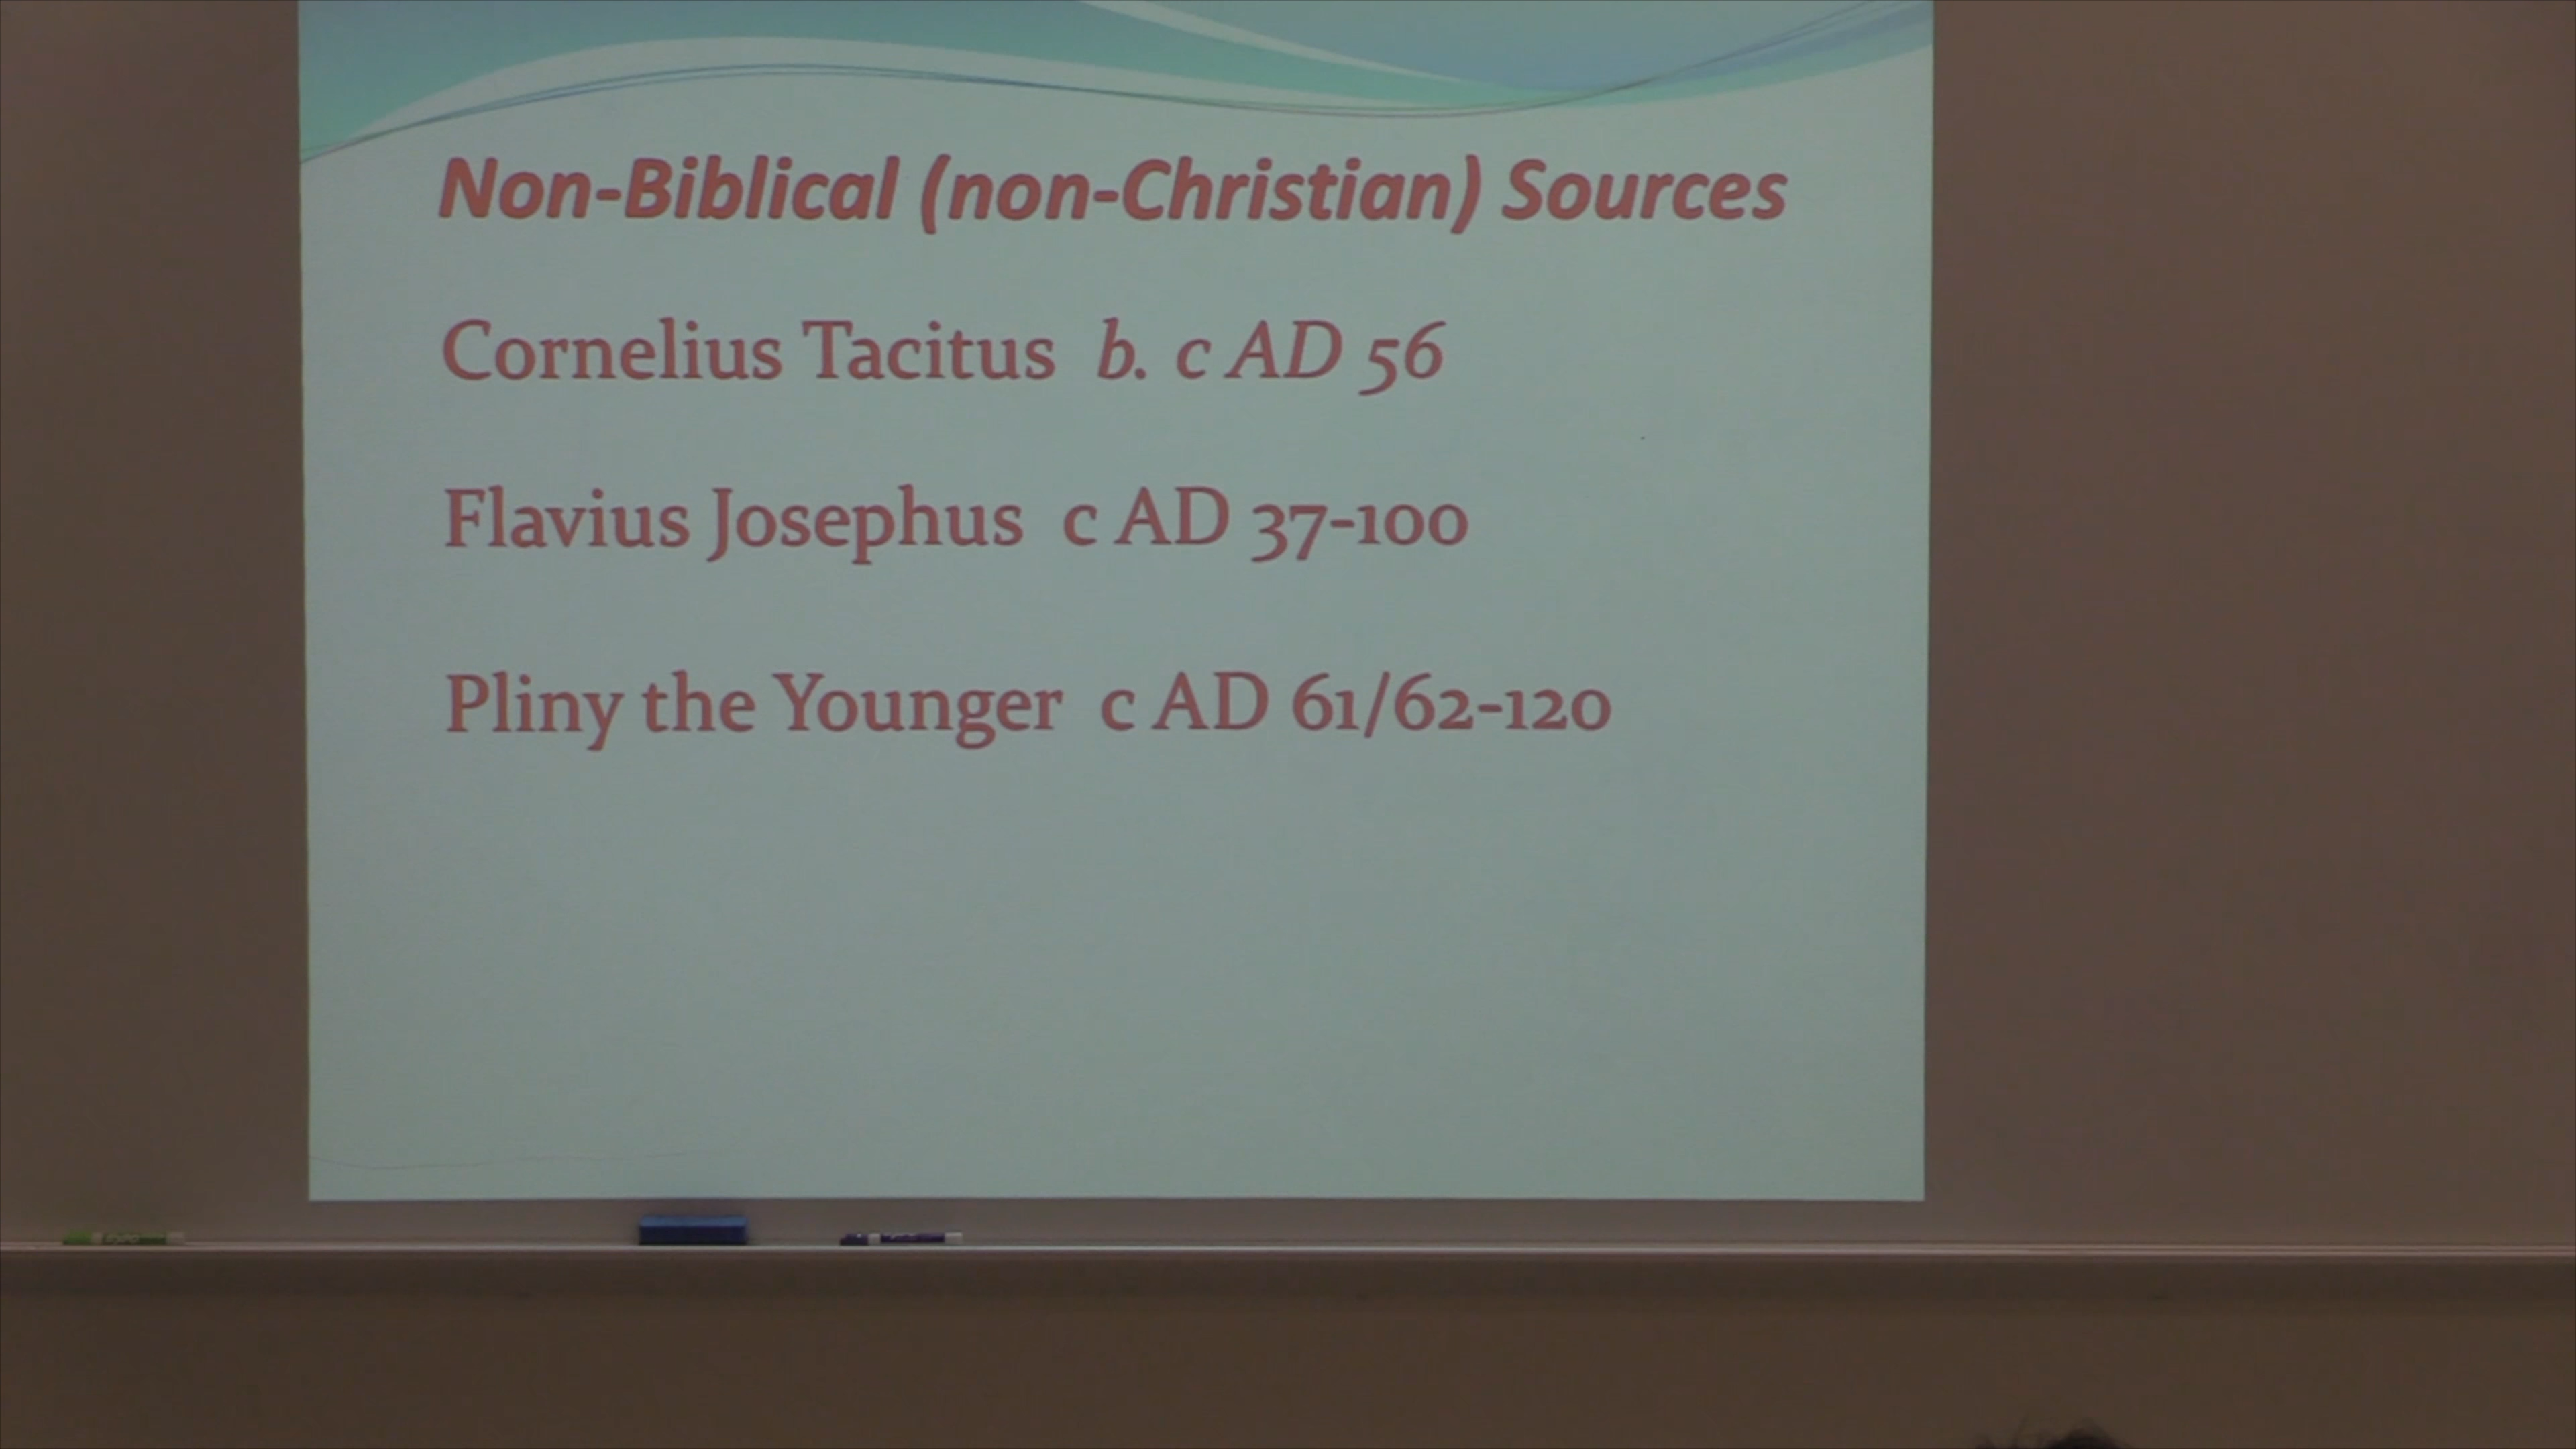 Non-Biblical (non-Christian) Sources
Cornelius Tacitus b. c AD 56
Flavius Josephus c AD 37-100
Pliny the Younger c AD 61/62-120